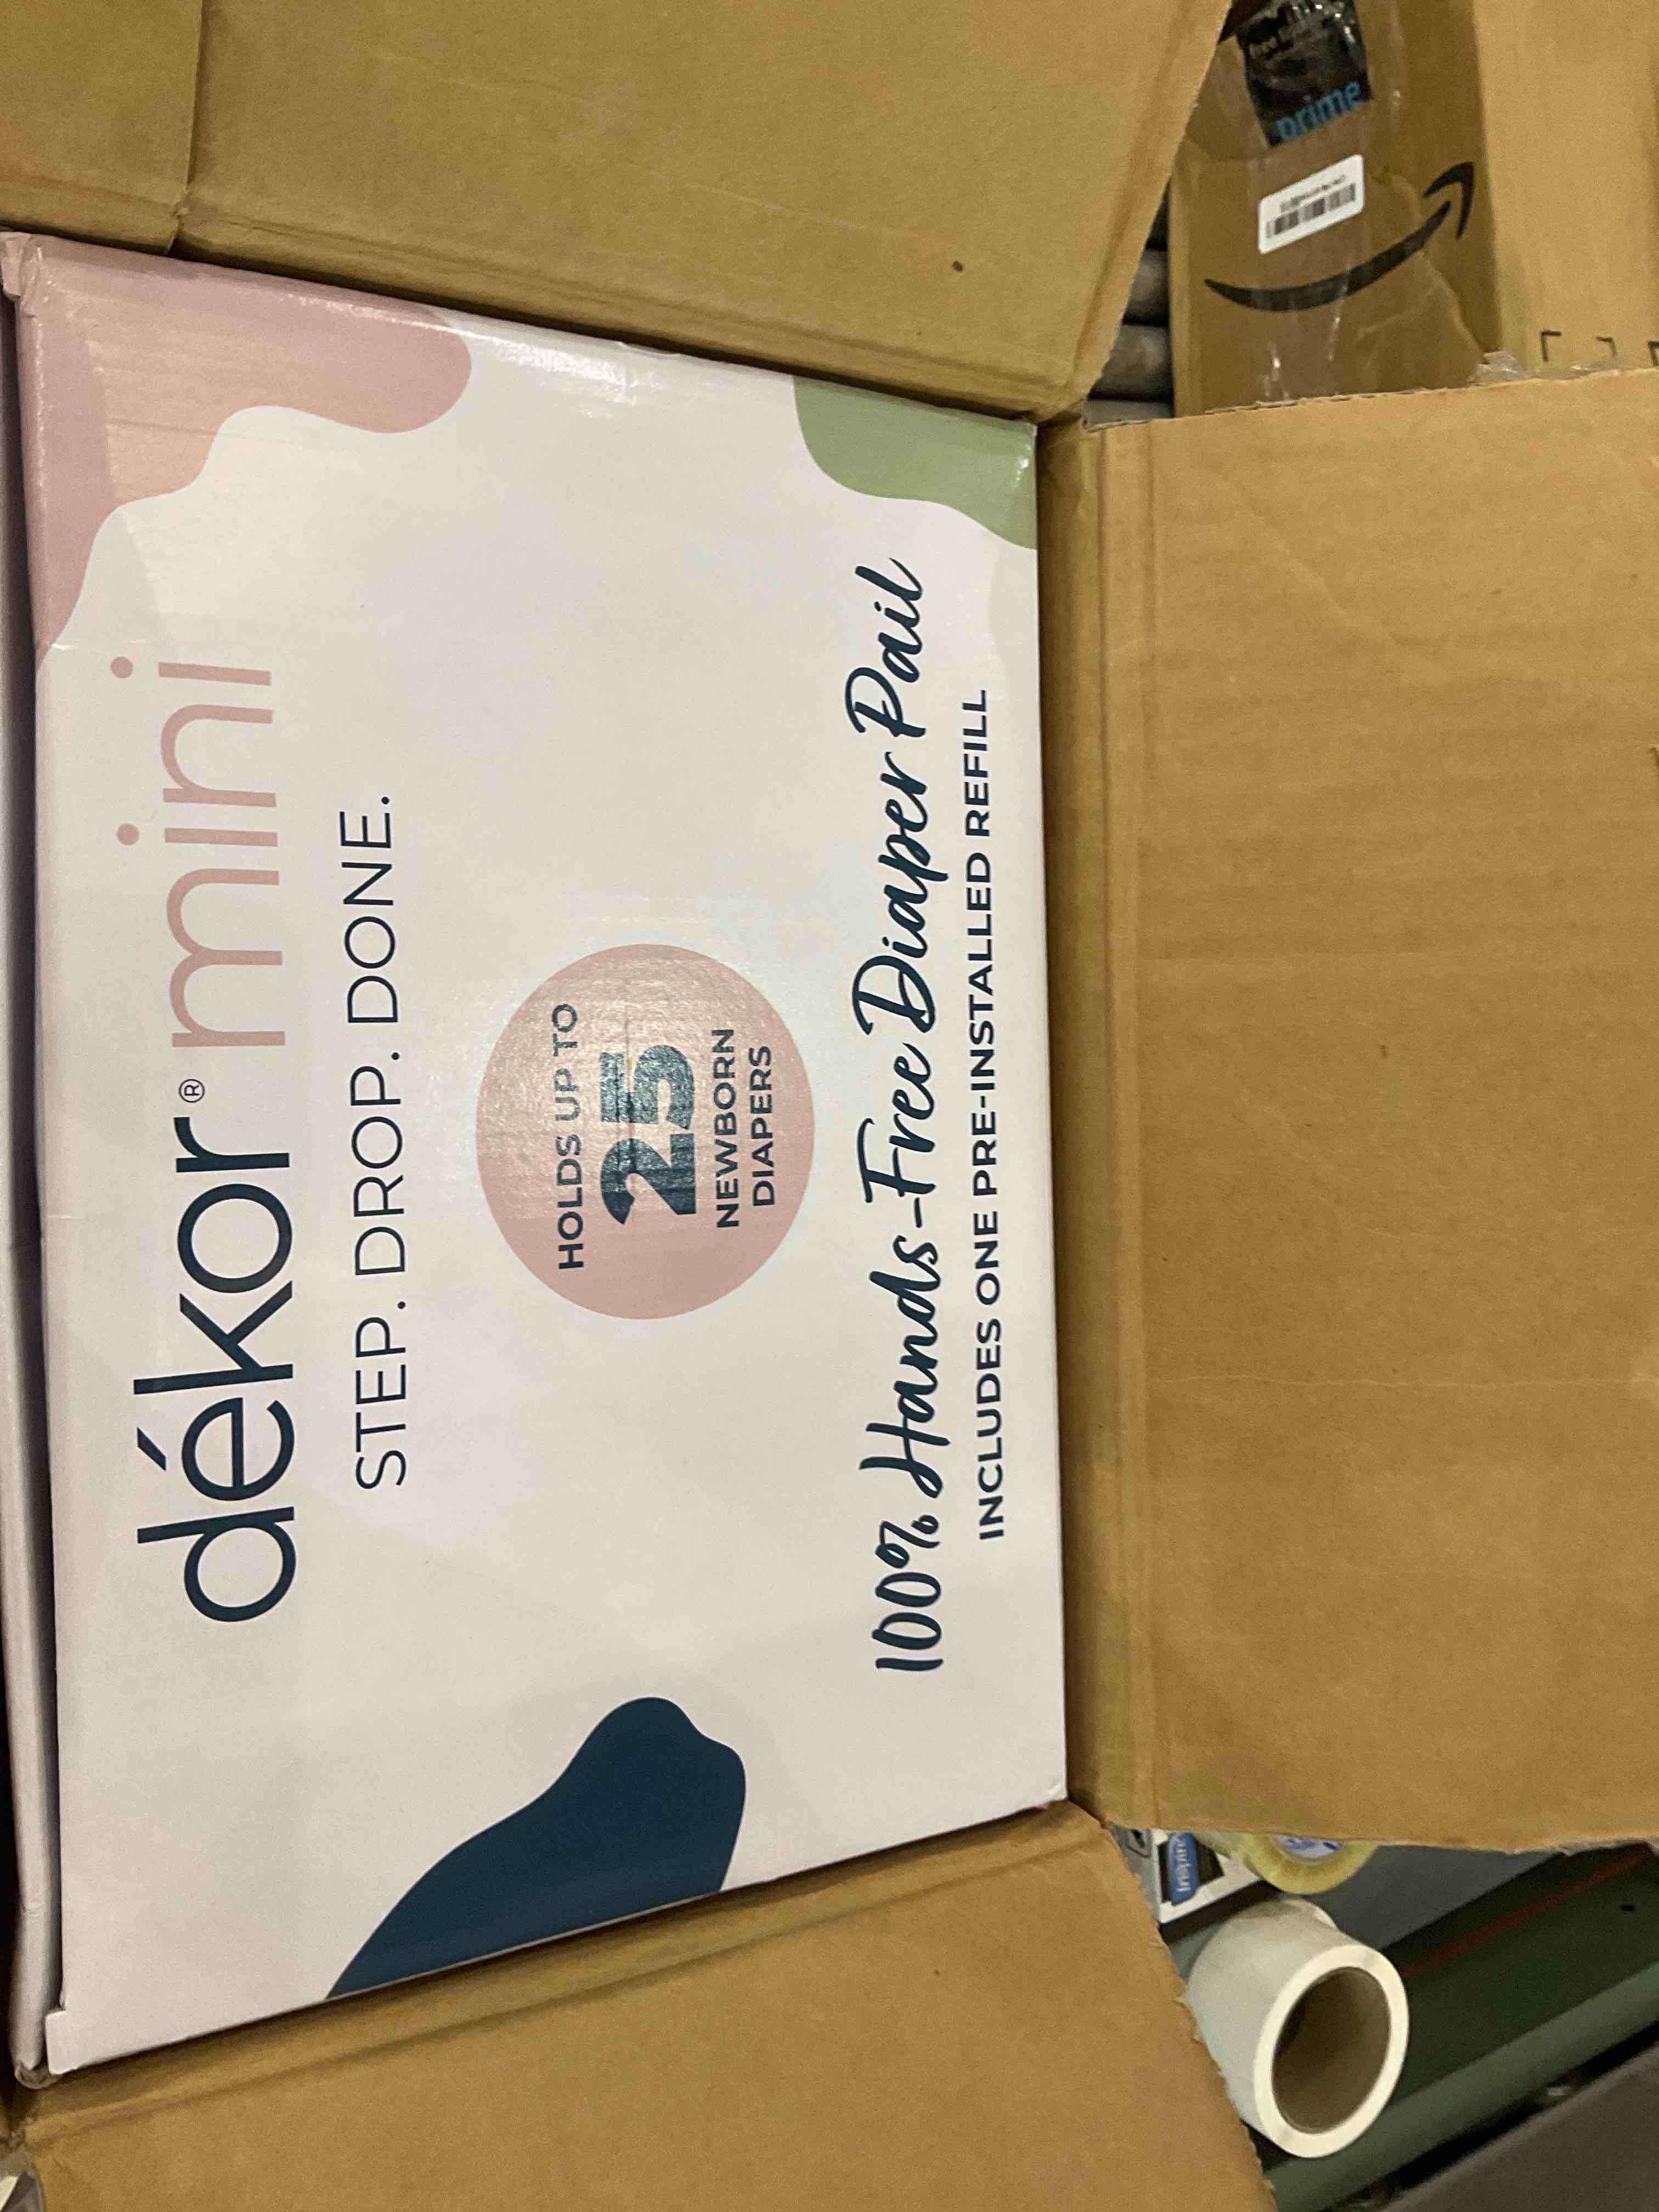 dékor® mini
STEP. DROP. DONE.
HOLDS UP TO
25
NEWBORN
DIAPERS
100% Hands-Free Diaper Pail
INCLUDES ONE PRE-INSTALLED REFILL
prime